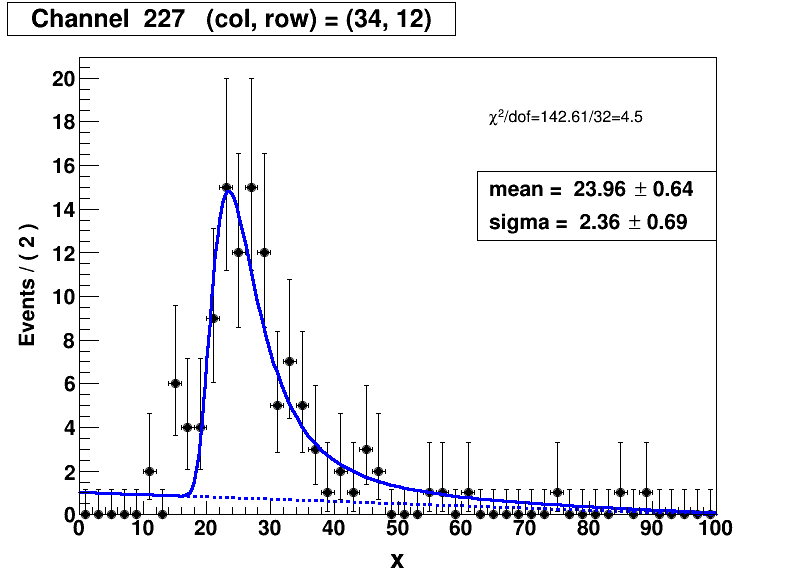 Channel 227 (col, row) = (34, 12)
χ²/dof=142.61/32=4.5
mean = 23.96 ± 0.64
sigma = 2.36 ± 0.69
Events / ( 2 )
20
18
16
14
12
10
8
6
4
2
0
0 10 20 30 40 50 60 70 80 90 100
x